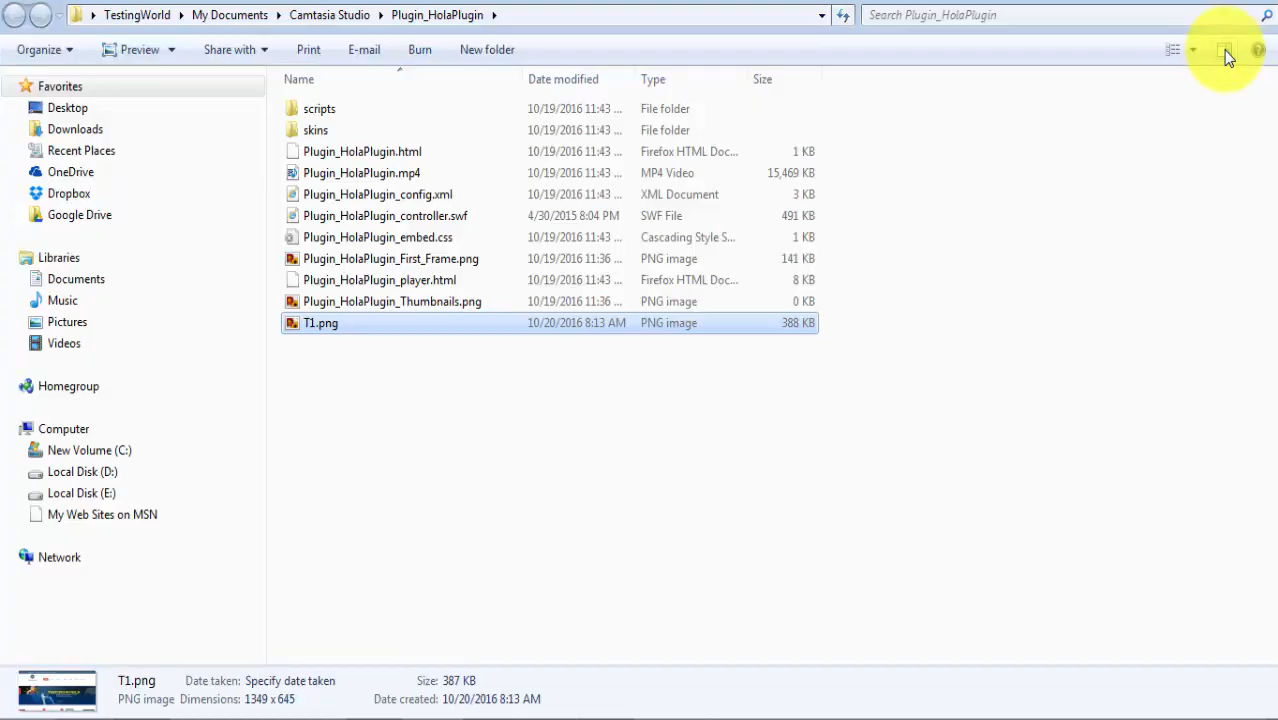 TestingWorld My Documents Camtasia Studio Plugin_HolaPlugin Search Plugin_HolaPlugin
Organize Preview Share with Print E-mail Burn New folder
Name Date modified Type Size
Favorites
Desktop
Downloads
Recent Places
OneDrive
Dropbox
Google Drive
Libraries
Documents
Music
Pictures
Videos
Homegroup
Computer
New Volume (C:)
Local Disk (D:)
Local Disk (E:)
My Web Sites on MSN
Network
scripts 10/19/2016 11:43 ... File folder
skins 10/19/2016 11:43 ... File folder
Plugin_HolaPlugin.html 10/19/2016 11:43 ... Firefox HTML Doc... 1 KB
Plugin_HolaPlugin.mp4 10/19/2016 11:43 ... MP4 Video 15,469 KB
Plugin_HolaPlugin_config.xml 10/19/2016 11:43 ... XML Document 3 KB
Plugin_HolaPlugin_controller.swf 4/30/2015 8:04 PM SWF File 491 KB
Plugin_HolaPlugin_embed.css 10/19/2016 11:43 ... Cascading Style S... 1 KB
Plugin_HolaPlugin_First_Frame.png 10/19/2016 11:36 ... PNG image 141 KB
Plugin_HolaPlugin_player.html 10/19/2016 11:43 ... Firefox HTML Doc... 8 KB
Plugin_HolaPlugin_Thumbnails.png 10/19/2016 11:36 ... PNG image 0 KB
T1.png 10/20/2016 8:13 AM PNG image 388 KB
T1.png Date taken: Specify date taken Size: 387 KB
PNG image Dimensions: 1349 x 645 Date created: 10/20/2016 8:13 AM